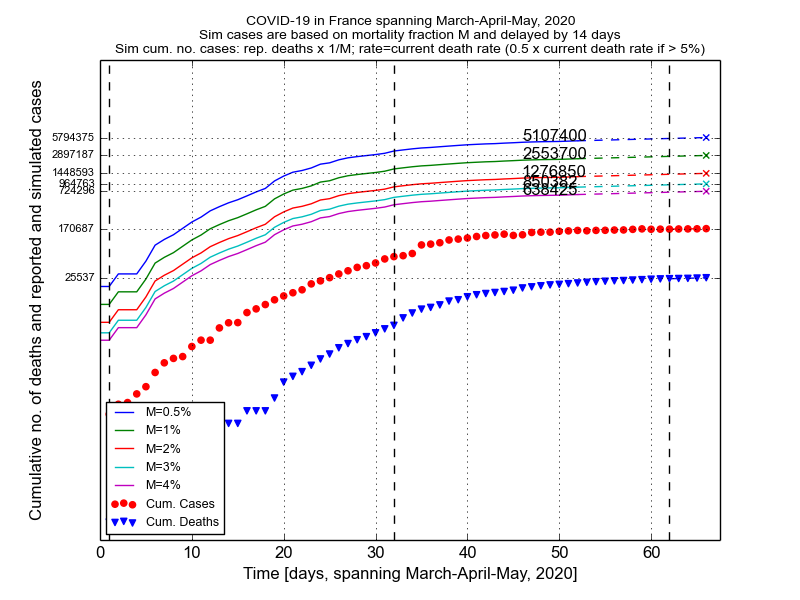 COVID-19 in France spanning March-April-May, 2020
Sim cases are based on mortality fraction M and delayed by 14 days
Sim cum. no. cases: rep. deaths x 1/M; rate=current death rate (0.5 x current death rate if > 5%)
Cumulative no. of deaths and reported and simulated cases
5794375
2897187
1448593
964763
724296
170687
25537
5107400
2553700
1276850
850382
638425
M=0.5%
M=1%
M=2%
M=3%
M=4%
Cum. Cases
Cum. Deaths
0 10 20 30 40 50 60
Time [days, spanning March-April-May, 2020]